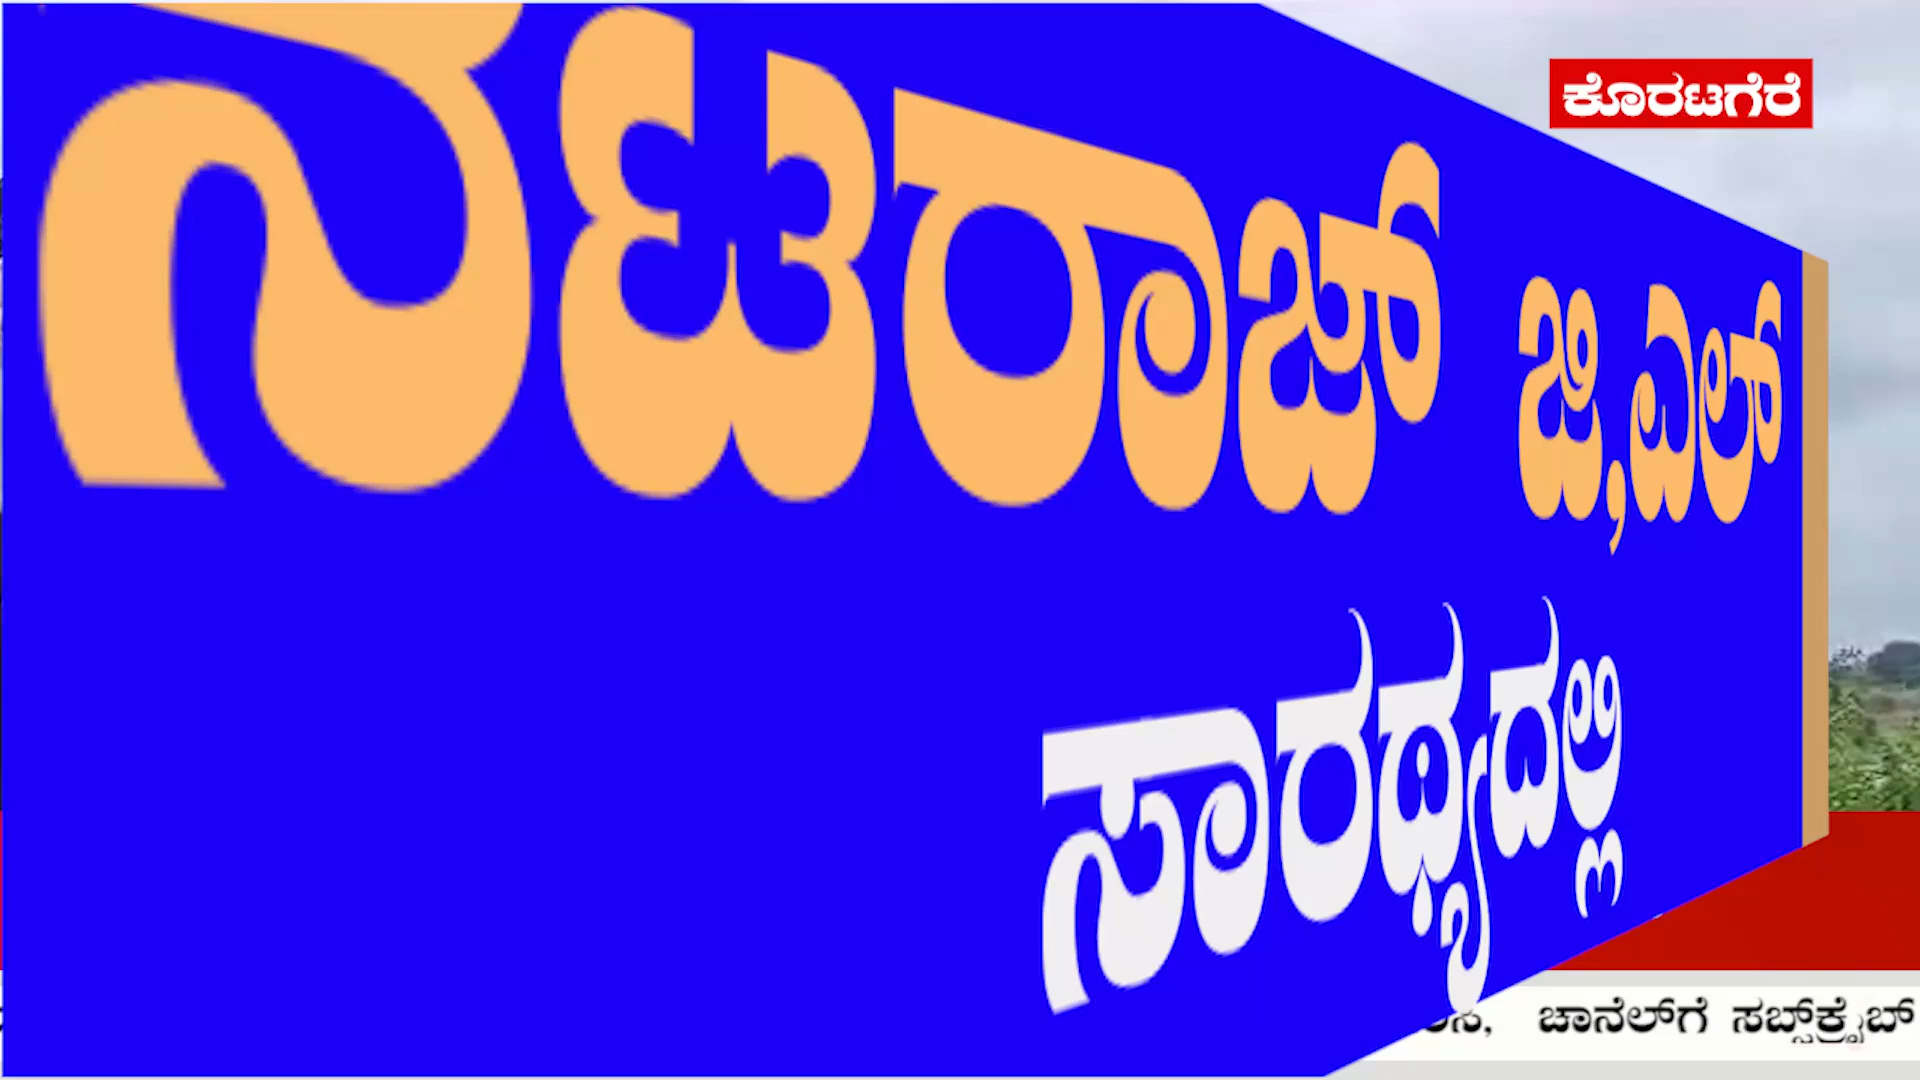 ಕೊರಟಗೆರೆ
ನಟರಾಜ್ ಜಿ,ಎಲ್
ಸಾರಥ್ಯದಲ್ಲಿ
ಚಾನೆಲ್‌ಗೆ ಸಬ್ಸ್‌ಕ್ರೈಬ್